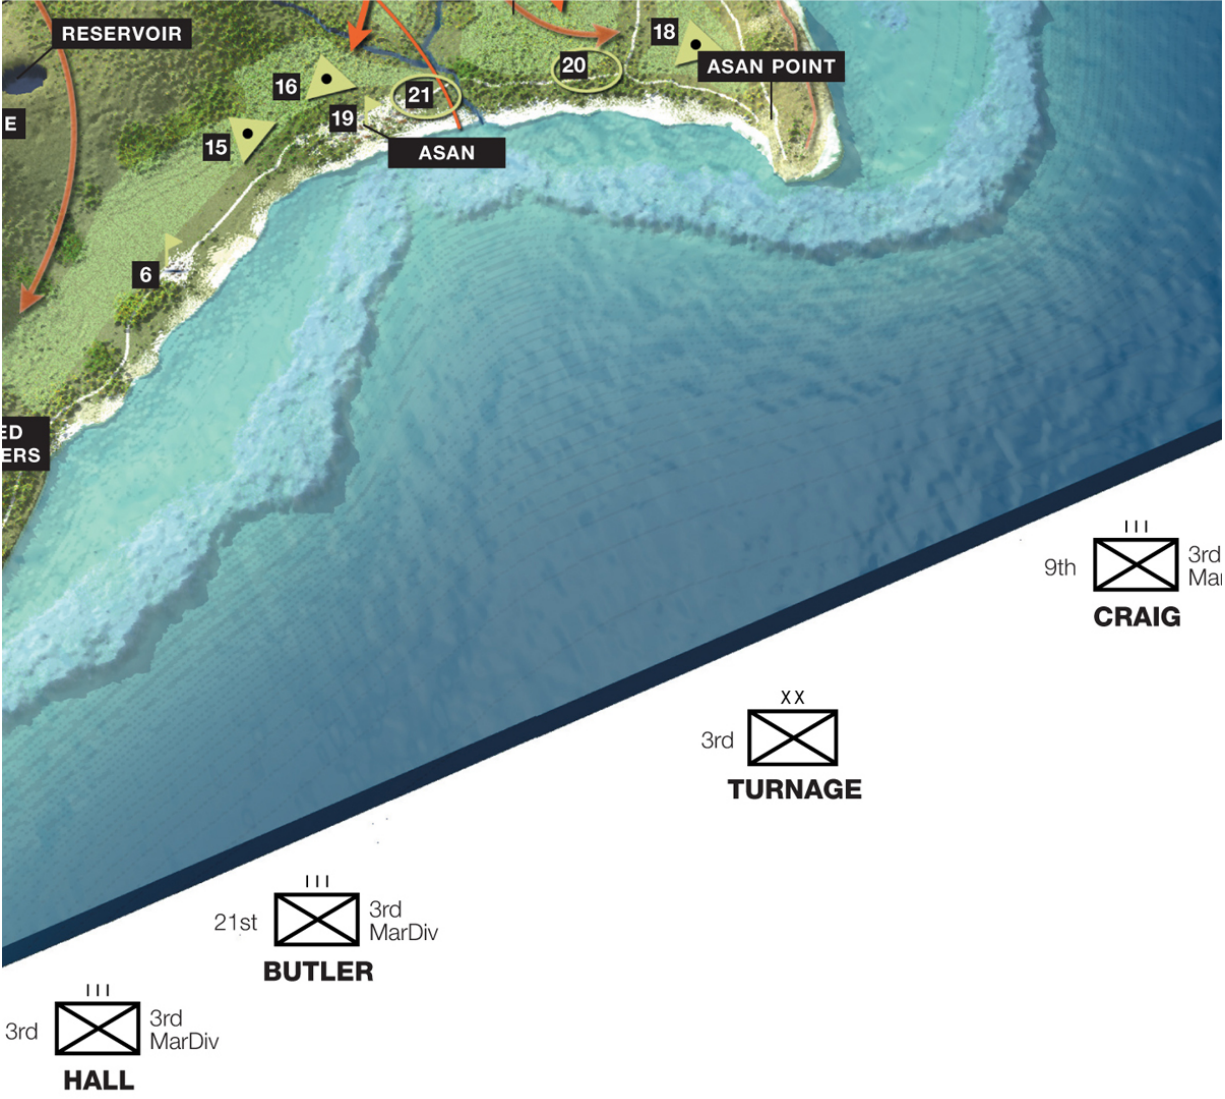 RESERVOIR
18
ASAN POINT
20
16
21
19
E
15
ASAN
6
ED
ERS
III
9th
3rd
Mar
CRAIG
XX
3rd
TURNAGE
III
21st
3rd
MarDiv
BUTLER
III
3rd
3rd
MarDiv
HALL